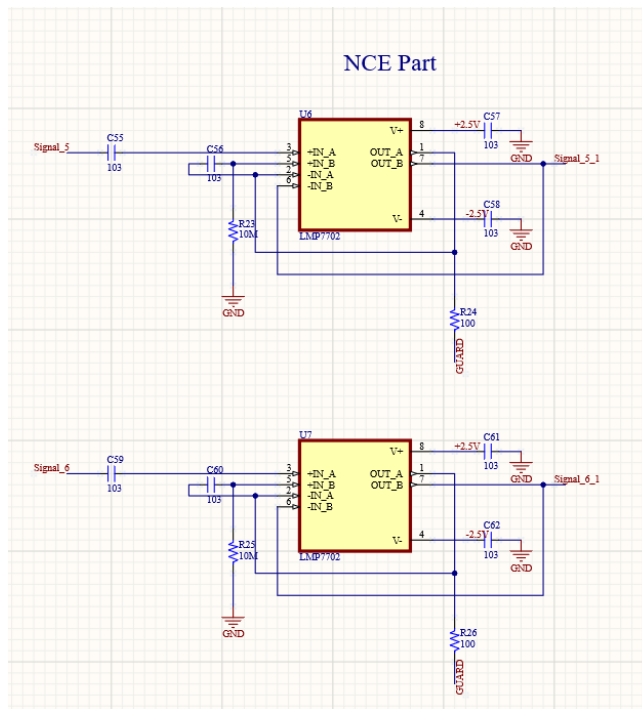 NCE Part
U6
C57
V+ 8 +2.5V
103
GND
C55
Signal_5
103
3 +IN_A
OUT_A 1
C56
5 +IN_B
OUT_B 7
Signal_5_1
103
2 -IN_A
6 -IN_B
C58
V- 4 -2.5V
103
GND
R23
10M
LMP7702
GND
R24
100
GUARD
U7
C61
V+ 8 +2.5V
103
GND
C59
Signal_6
103
3 +IN_A
OUT_A 1
C60
5 +IN_B
OUT_B 7
Signal_6_1
103
2 -IN_A
6 -IN_B
C62
V- 4 -2.5V
103
GND
R25
10M
LMP7702
GND
R26
100
GUARD